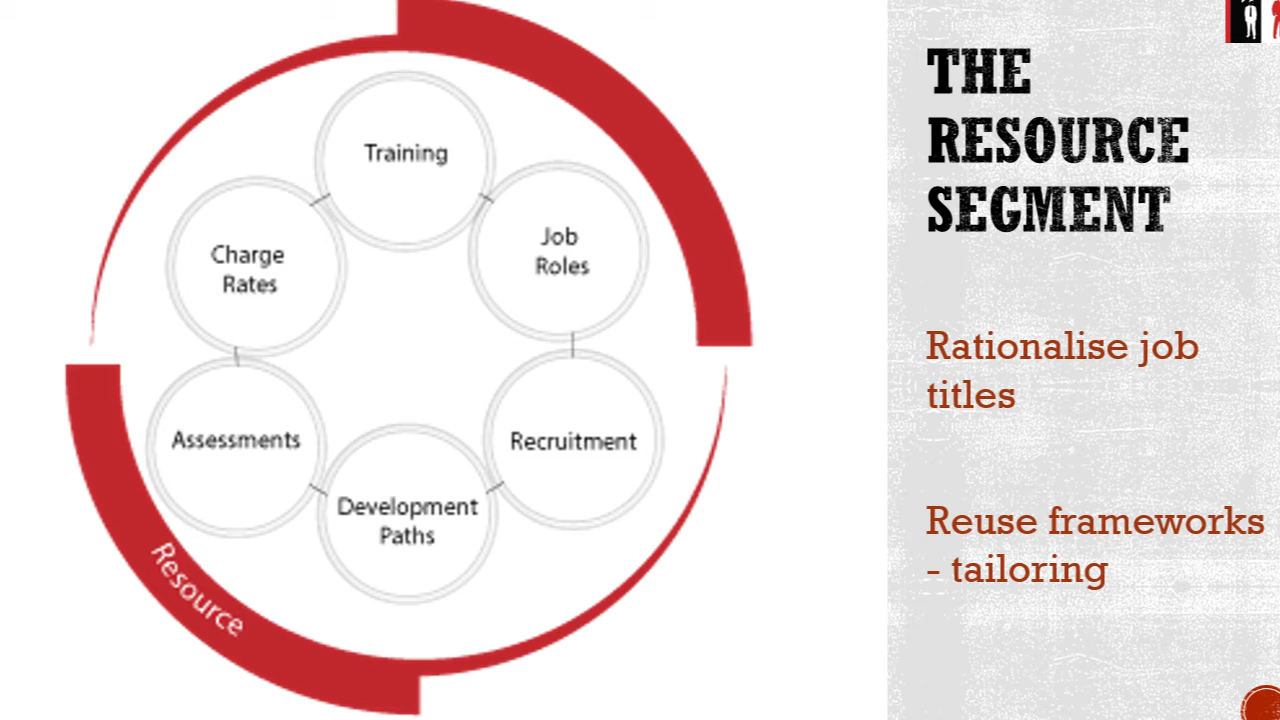 Training
Job
Roles
Charge
Rates
Assessments
Recruitment
Development
Paths
Resource
THE
RESOURCE
SEGMENT
Rationalise job
titles
Reuse frameworks
- tailoring